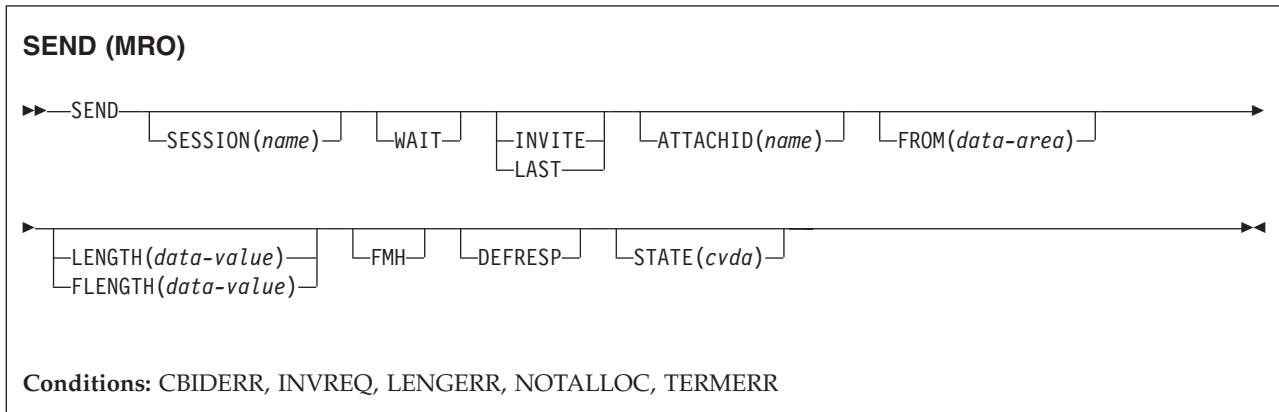 SEND (MRO)
SEND
SESSION(name) WAIT INVITE ATTACHID(name) FROM(data-area)
LAST
LENGTH(data-value) FMH DEFRESP STATE(cvda)
FLENGTH(data-value)
Conditions: CBIDERR, INVREQ, LENGERR, NOTALLOC, TERMERR